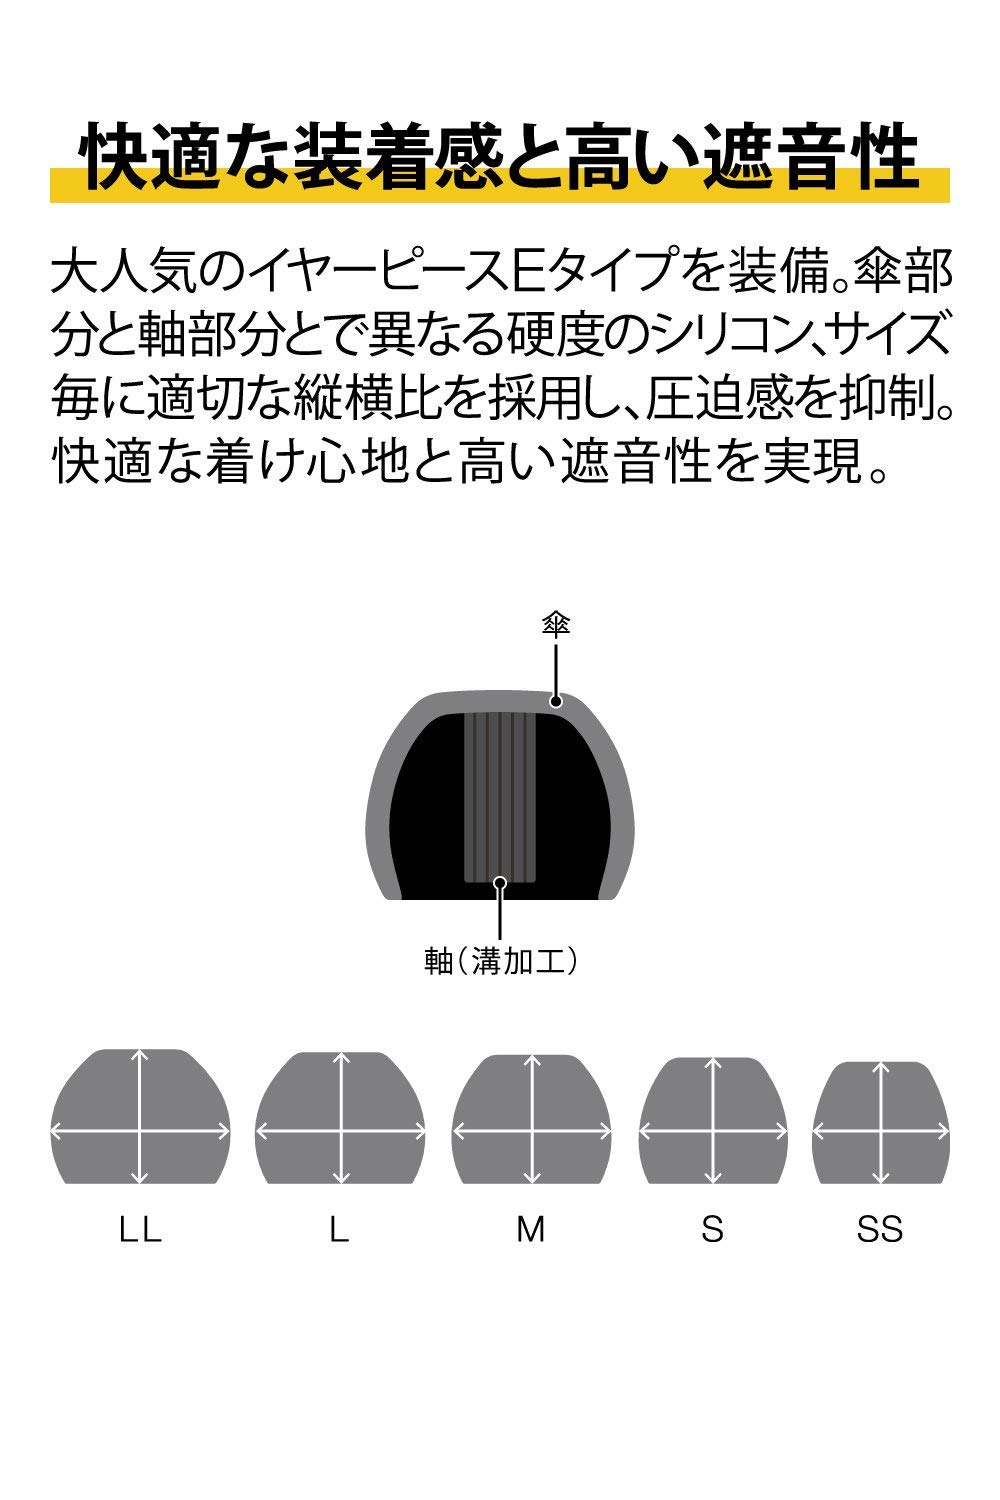 快適な装着感と高い遮音性
大人気のイヤーピースEタイプを装備。傘部
分と軸部分とで異なる硬度のシリコン、サイズ
毎に適切な縦横比を採用し、圧迫感を抑制。
快適な着け心地と高い遮音性を実現。
傘
軸(溝加工)
LL L M S SS